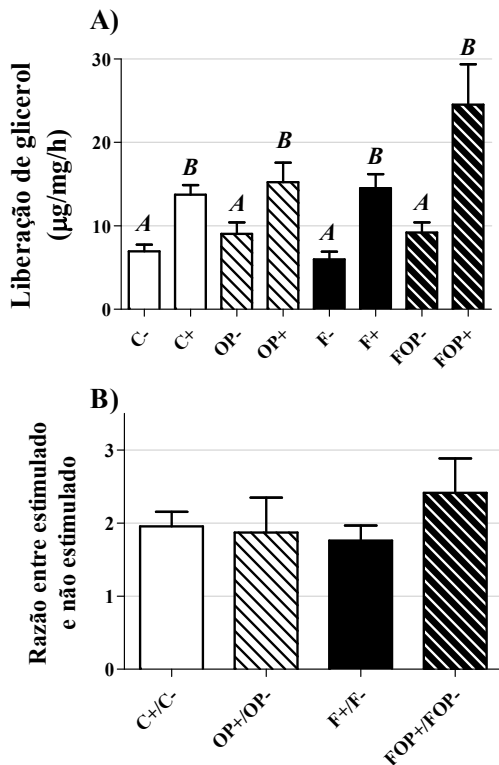 A)
Liberação de glicerol
(µg/mg/h)
30
20
10
0
A
B
A
B
A
B
A
B
C-
C+
OP-
OP+
F-
F+
FOP-
FOP+
B)
Razão entre estimulado
e não estimulado
3
2
1
0
C+/C-
OP+/OP-
F+/F-
FOP+/FOP-